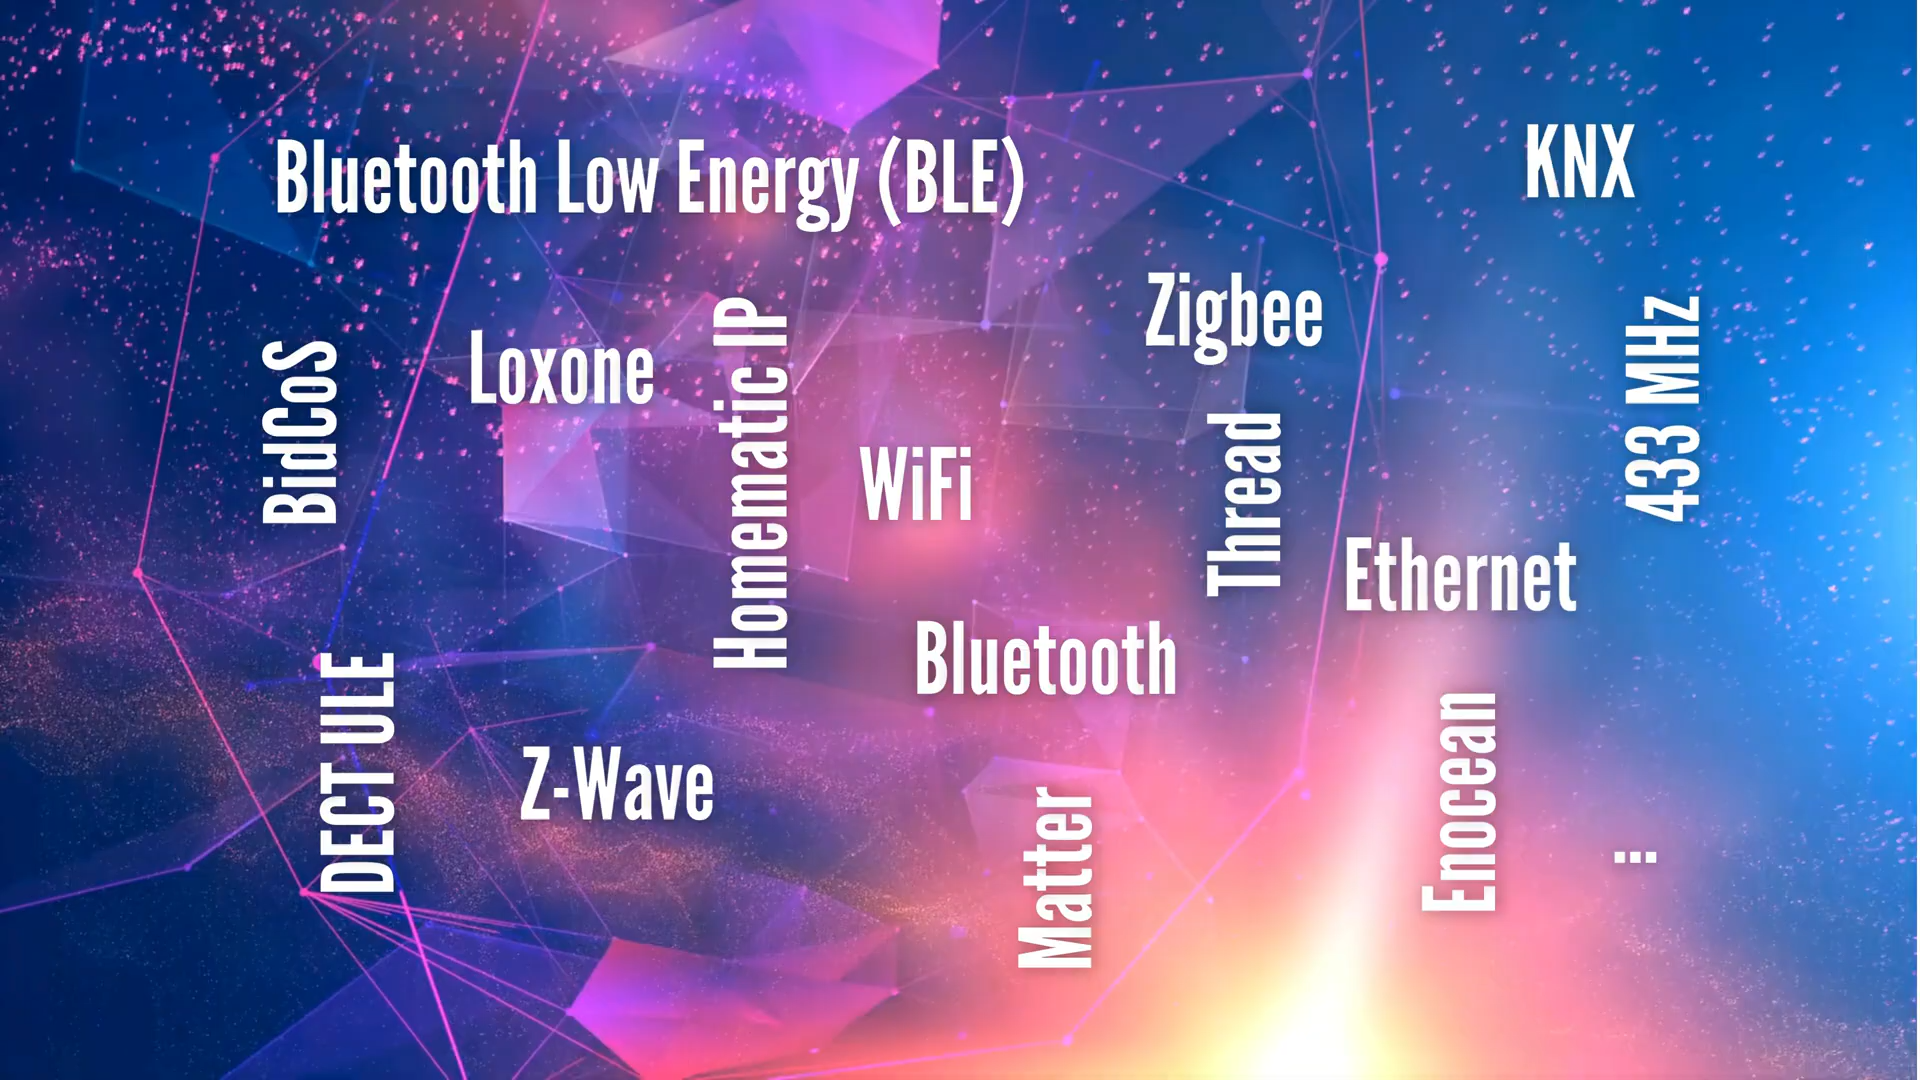 Bluetooth Low Energy (BLE)
KNX
Zigbee
BidCoS
Loxone
Homematic IP
433 MHz
WiFi
Thread
Ethernet
Bluetooth
DECT ULE
Z-Wave
Enocean
Matter
...